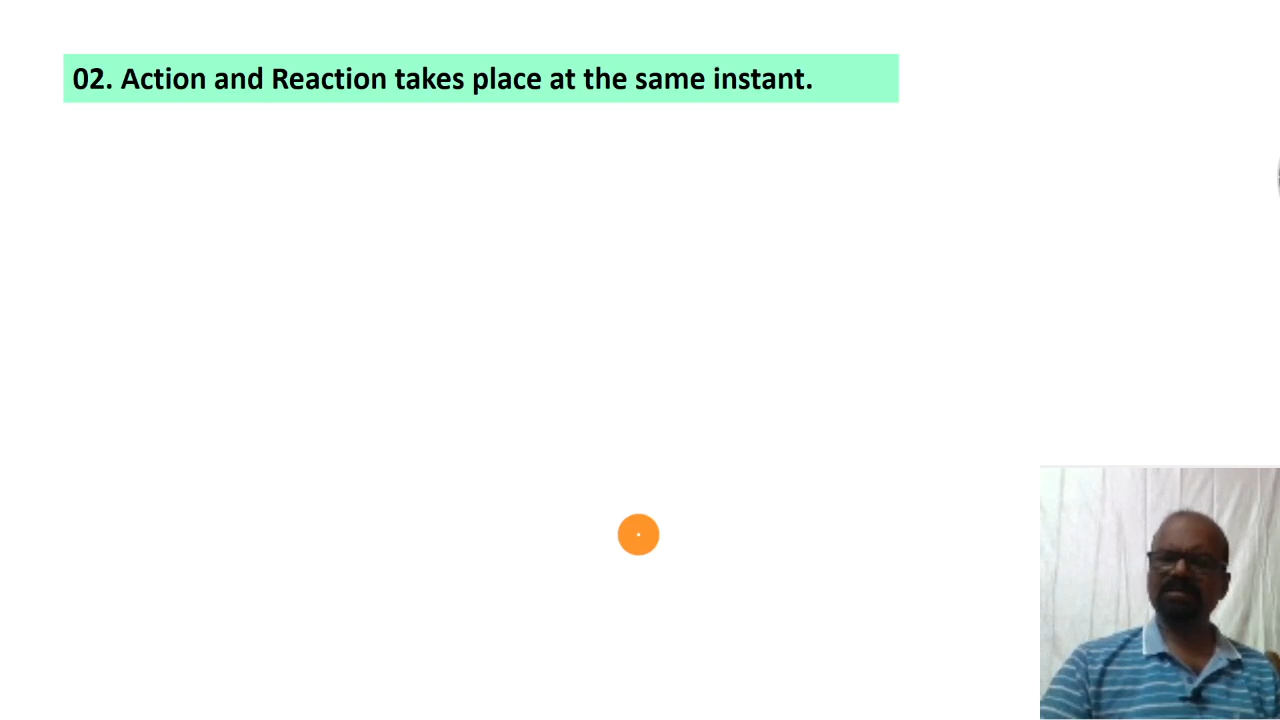 02. Action and Reaction takes place at the same instant.